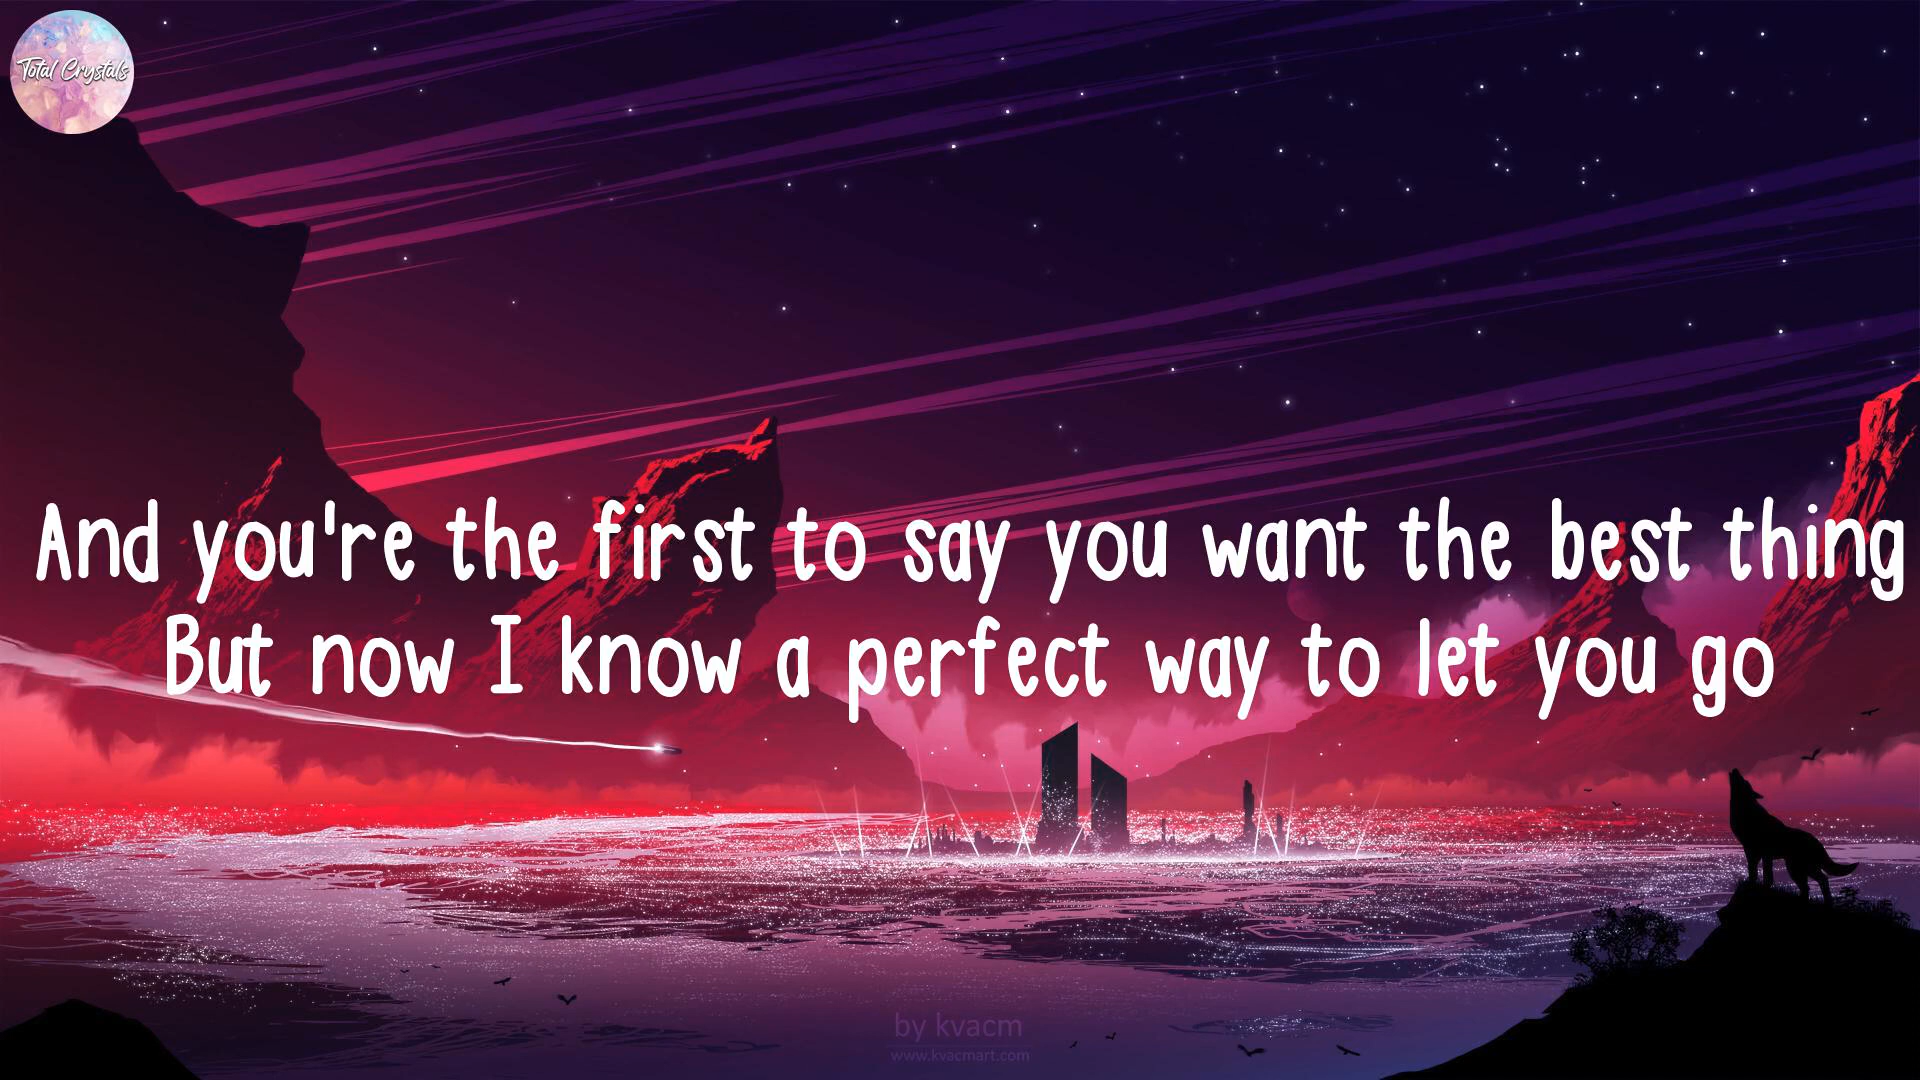 Total Crystals
And you're the first to say you want the best thing
But now I know a perfect way to let you go
by kvacm
www.kvacmart.com